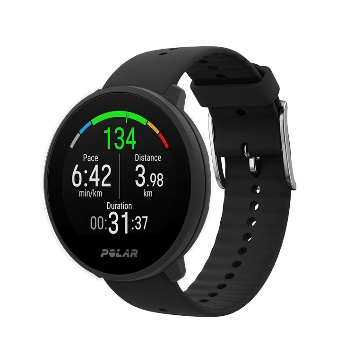 134
Pace Distance
6:42 3.98
min/km km
Duration
00:31:37
POLAR